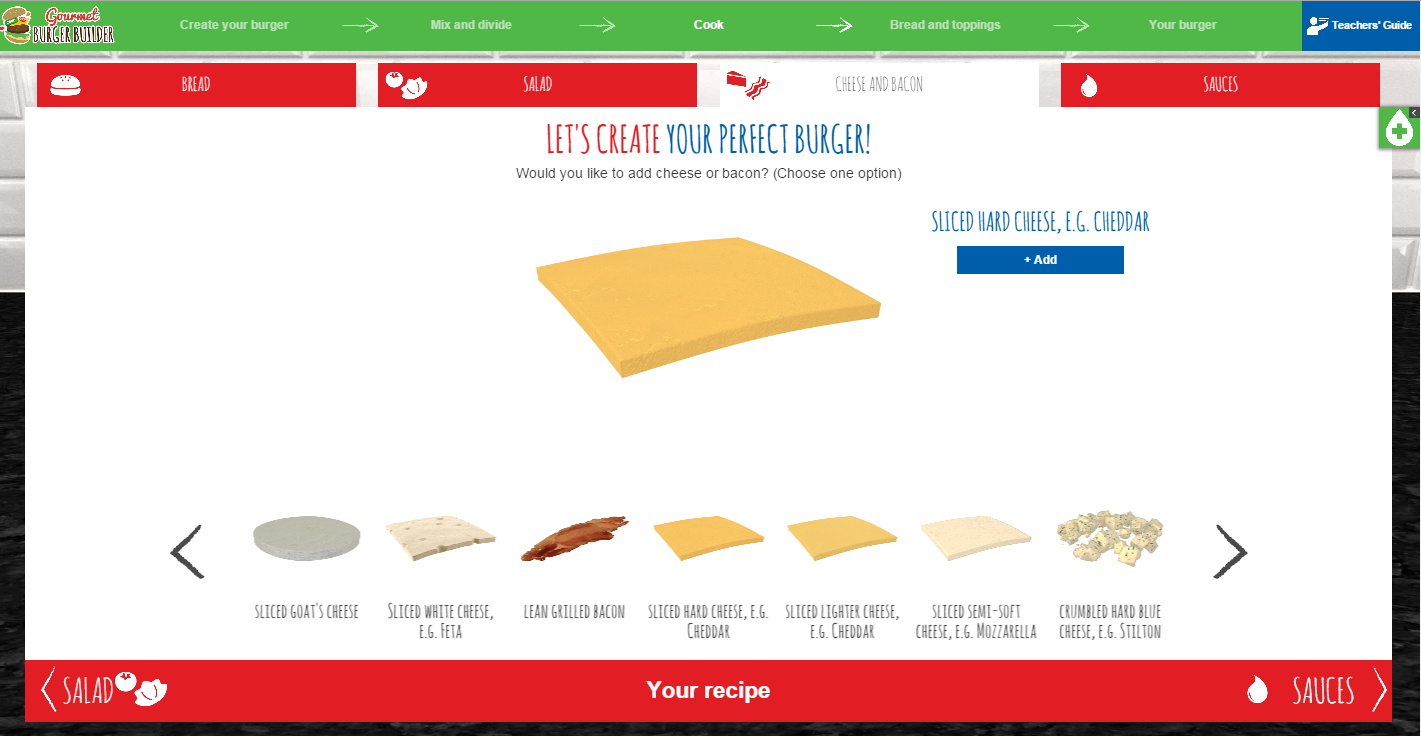 Gourmet
BURGER BUILDER
Create your burger
Mix and divide
Cook
Bread and toppings
Your burger
Teachers' Guide
BREAD
SALAD
CHEESE AND BACON
SAUCES
LET'S CREATE YOUR PERFECT BURGER!
Would you like to add cheese or bacon? (Choose one option)
SLICED HARD CHEESE, E.G. CHEDDAR
+ Add
SLICED GOAT'S CHEESE
SLICED WHITE CHEESE,
E.G. FETA
LEAN GRILLED BACON
SLICED HARD CHEESE, E.G.
CHEDDAR
SLICED LIGHTER CHEESE,
E.G. CHEDDAR
SLICED SEMI-SOFT
CHEESE, E.G. MOZZARELLA
CRUMBLED HARD BLUE
CHEESE, E.G. STILTON
SALAD
Your recipe
SAUCES